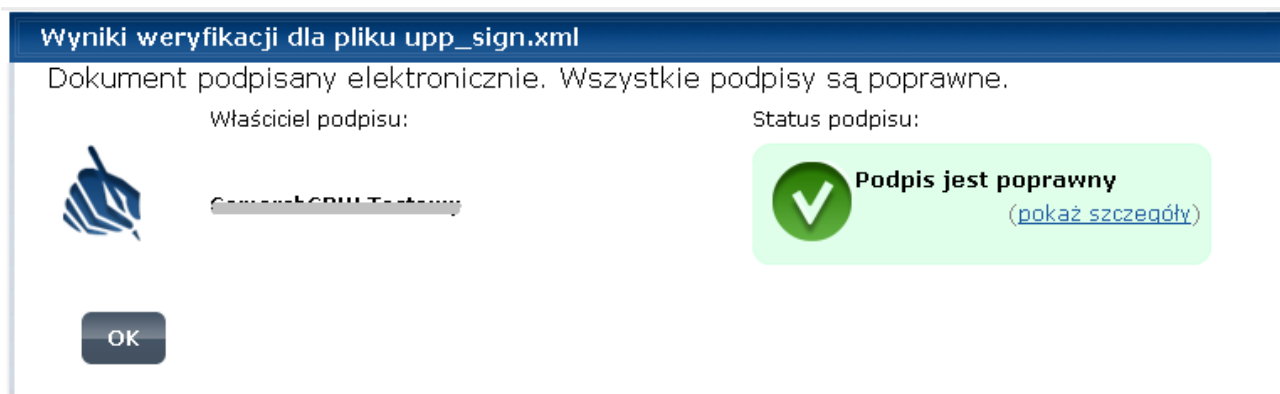 Wyniki weryfikacji dla pliku upp_sign.xml
Dokument podpisany elektronicznie. Wszystkie podpisy są poprawne.
Właściciel podpisu:
Status podpisu:
Podpis jest poprawny
(pokaż szczegóły)
OK